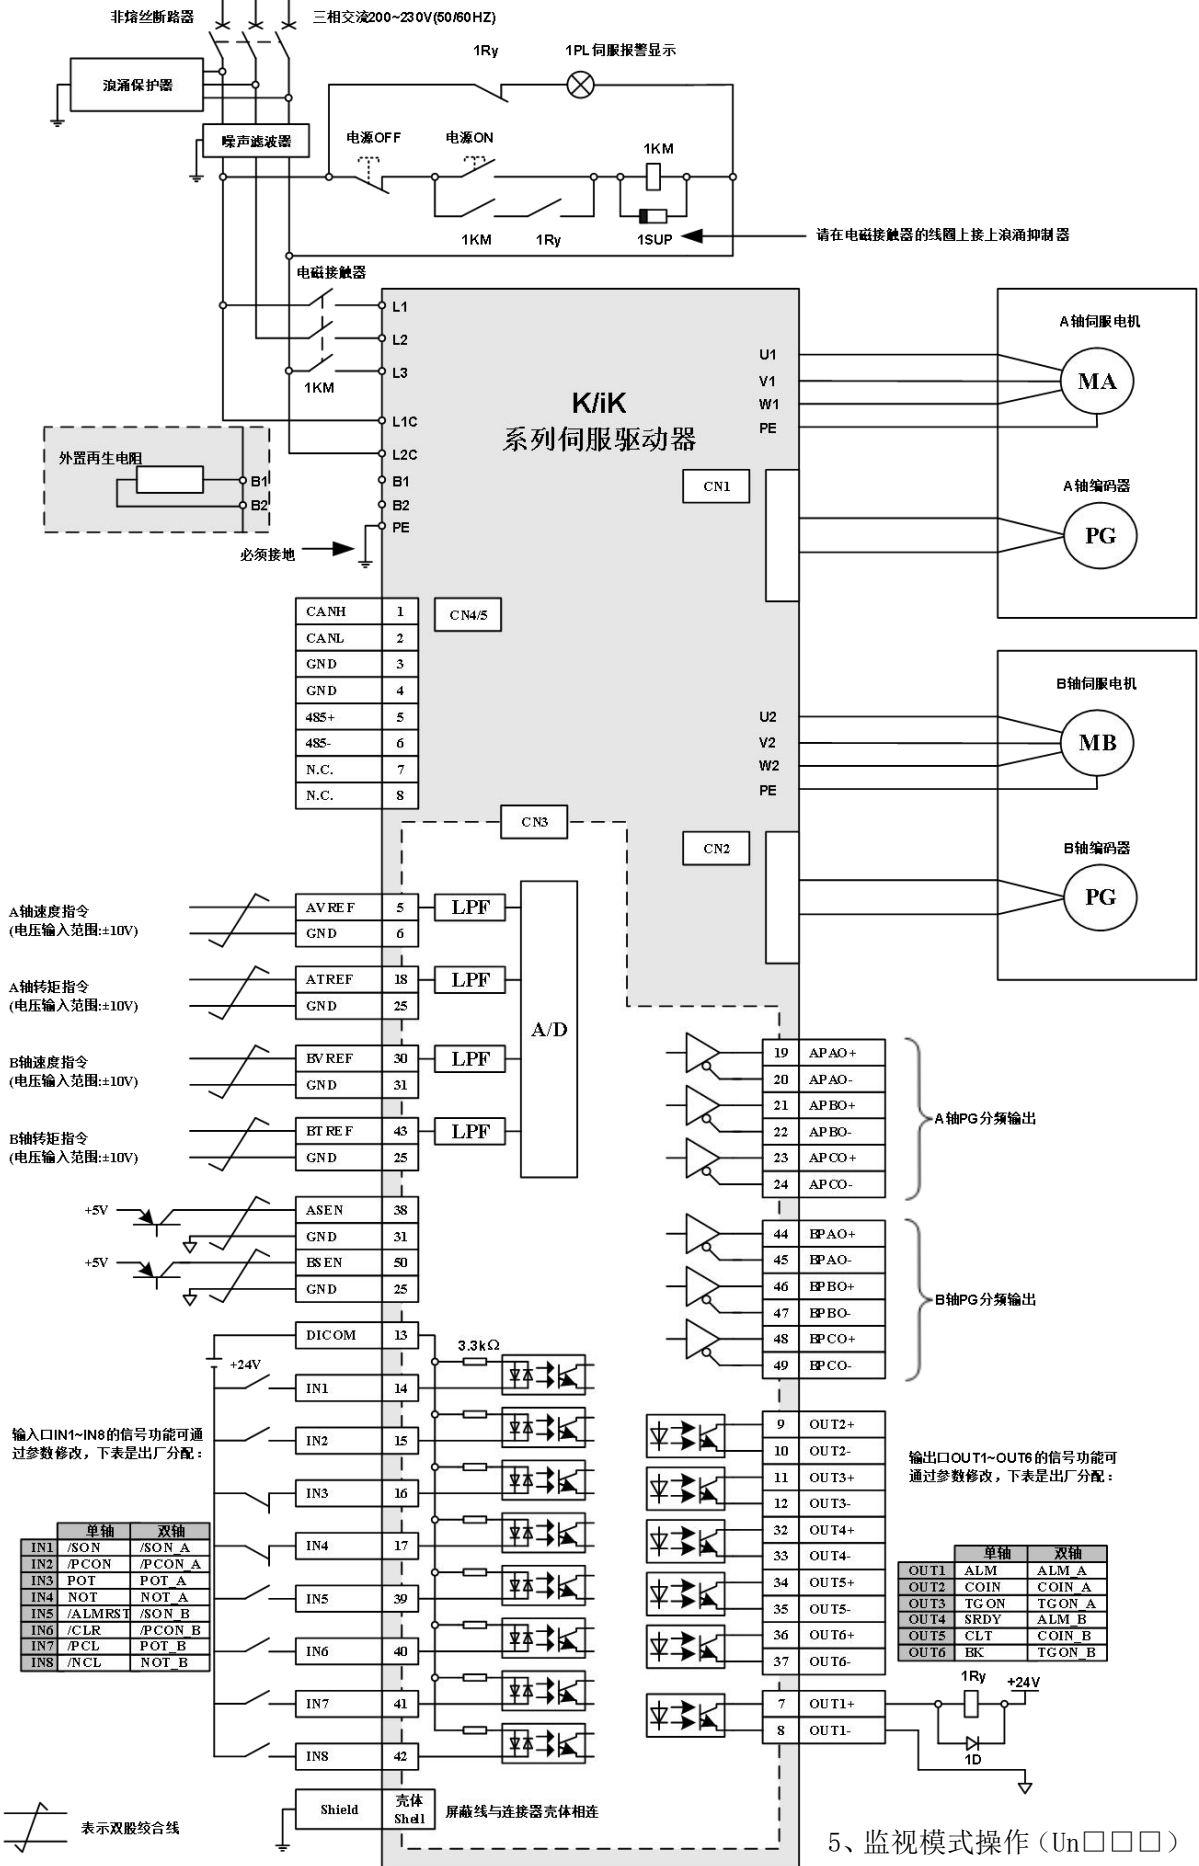 非熔丝断路器
三相交流200~230V(50/60HZ)
浪涌保护器
噪声滤波器
1Ry
1PL伺服报警显示
电源OFF
电源ON
1KM
1KM
1Ry
1SUP
请在电磁接触器的线圈上接上浪涌抑制器
电磁接触器
1KM
L1
L2
L3
L1C
L2C
B1
B2
PE
外置再生电阻
B1
B2
必须接地
K/iK
系列伺服驱动器
U1
V1
W1
PE
A轴伺服电机
MA
CN1
A轴编码器
PG
CANH 1
CANL 2
GND 3
GND 4
485+ 5
485- 6
N.C. 7
N.C. 8
CN4/5
U2
V2
W2
PE
B轴伺服电机
MB
CN3
CN2
B轴编码器
PG
A轴速度指令
(电压输入范围:±10V)
AVREF 5 LPF
GND 6
A轴转矩指令
(电压输入范围:±10V)
ATREF 18 LPF
GND 25
B轴速度指令
(电压输入范围:±10V)
BVREF 30 LPF
GND 31
B轴转矩指令
(电压输入范围:±10V)
BTREF 43 LPF
GND 25
A/D
+5V
ASEN 38
GND 31
+5V
BSEN 50
GND 25
19 APAO+
20 APAO-
21 APBO+
22 APBO-
23 APCO+
24 APCO-
A轴PG分频输出
44 BPAO+
45 BPAO-
46 BPBO+
47 BPBO-
48 BPCO+
49 BPCO-
B轴PG分频输出
DICOM 13
+24V
3.3kΩ
IN1 14
IN2 15
IN3 16
IN4 17
IN5 39
IN6 40
IN7 41
IN8 42
输入口IN1~IN8的信号功能可通
过参数修改，下表是出厂分配：
单轴 双轴
IN1 /SON /SON_A
IN2 /PCON /PCON_A
IN3 POT POT_A
IN4 NOT NOT_A
IN5 /ALMRST /SON_B
IN6 /CLR /PCON_B
IN7 /PCL POT_B
IN8 /NCL NOT_B
9 OUT2+
10 OUT2-
11 OUT3+
12 OUT3-
32 OUT4+
33 OUT4-
34 OUT5+
35 OUT5-
36 OUT6+
37 OUT6-
7 OUT1+
8 OUT1-
输出口OUT1~OUT6的信号功能可
通过参数修改，下表是出厂分配：
单轴 双轴
OUT1 ALM ALM_A
OUT2 COIN COIN_A
OUT3 TGON TGON_A
OUT4 SRDY ALM_B
OUT5 CLT COIN_B
OUT6 BK TGON_B
1Ry
+24V
1D
Shield 壳体
Shell
屏蔽线与连接器壳体相连
表示双股绞合线
5、监视模式操作（Un□□□）